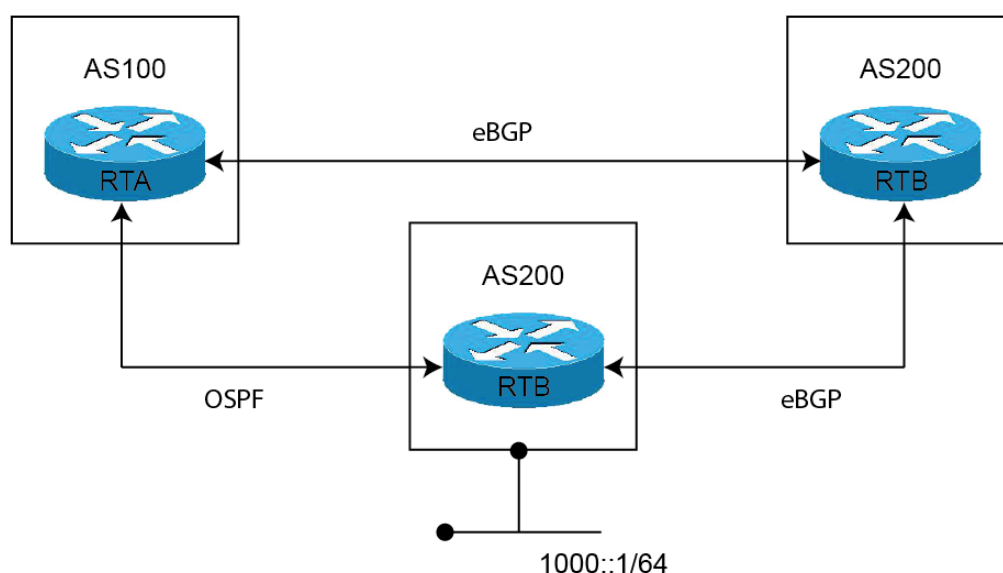 AS100
AS200
eBGP
RTA
RTB
AS200
RTB
OSPF
eBGP
1000::1/64